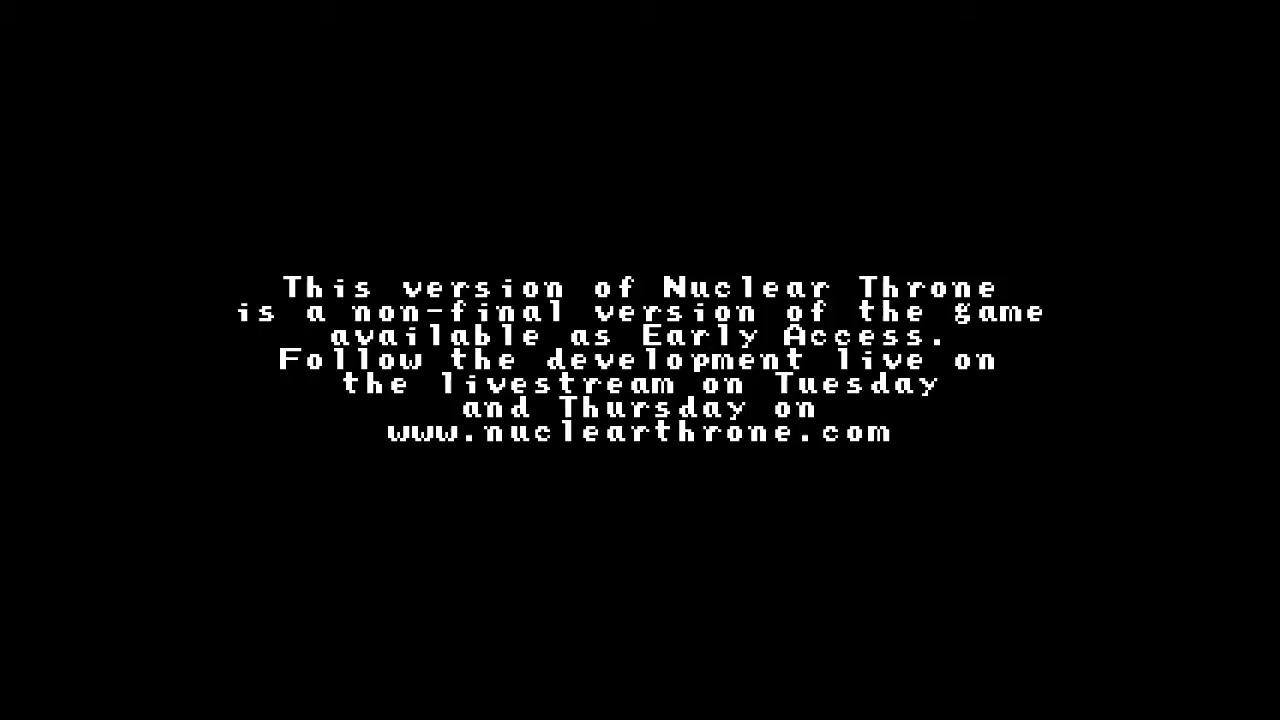 This version of Nuclear Throne
is a non-final version of the game
available as Early Access.
Follow the development live on
the livestream on Tuesday
and Thursday on
www.nuclearthrone.com